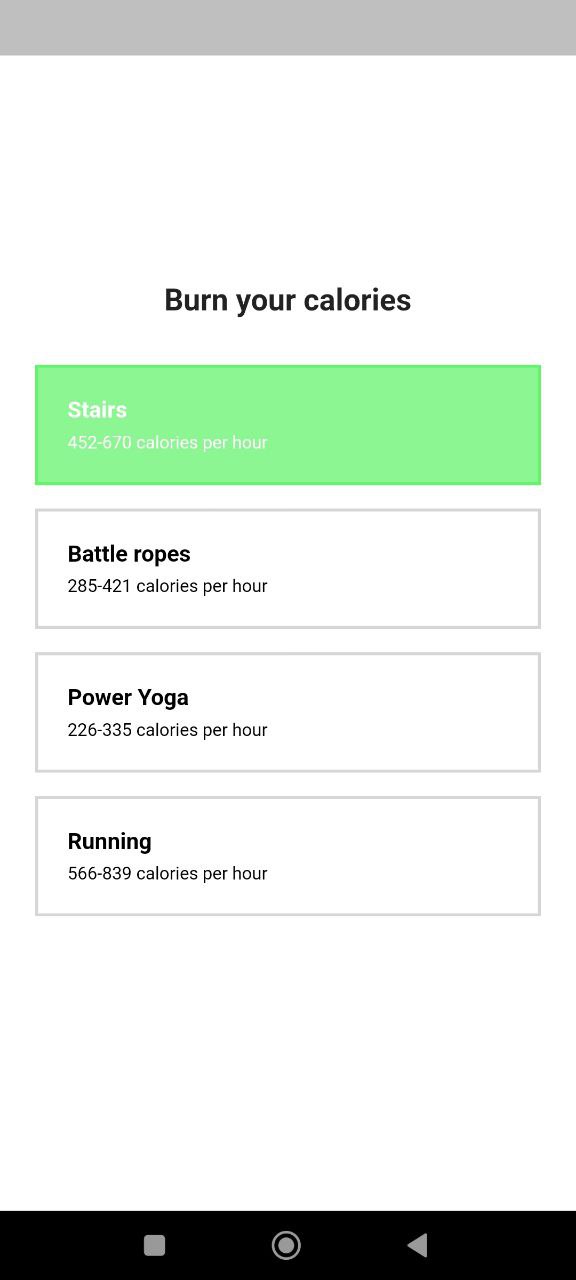 Burn your calories
Stairs
452-670 calories per hour
Battle ropes
285-421 calories per hour
Power Yoga
226-335 calories per hour
Running
566-839 calories per hour